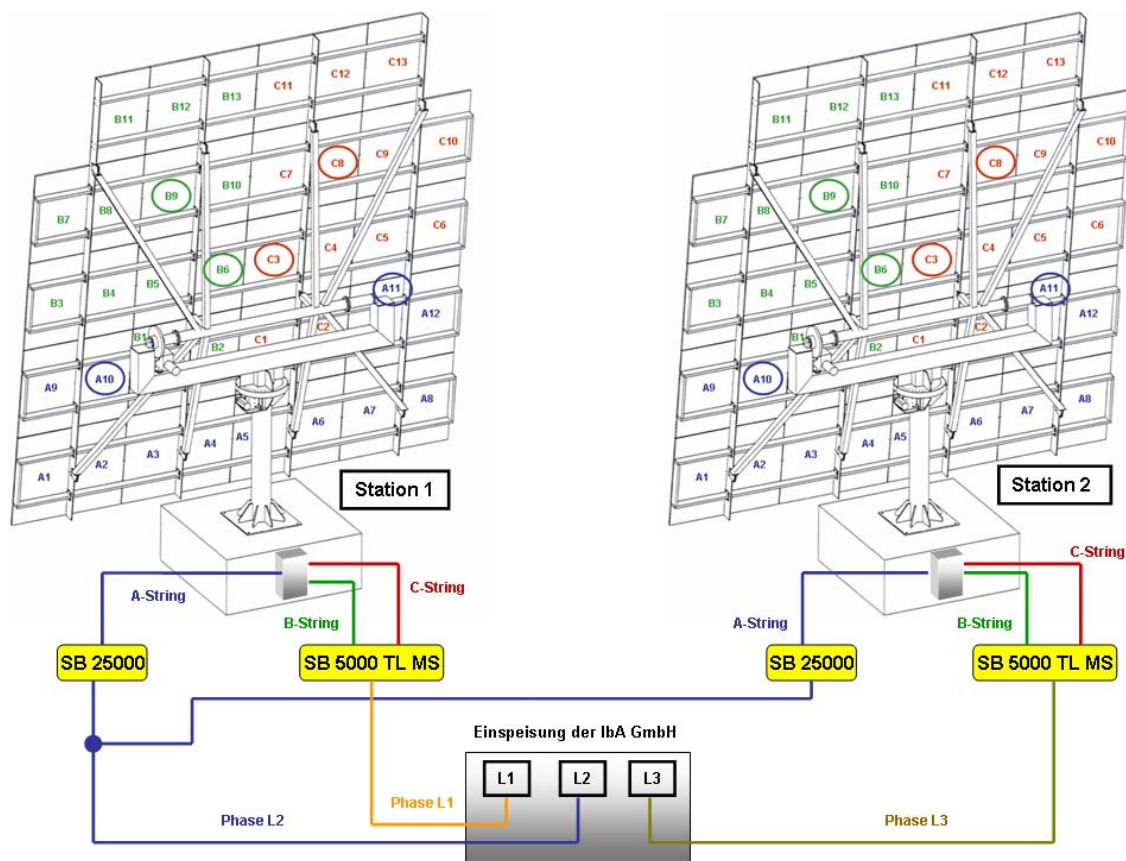 C13 C13
C12 C12
C11 C11
B13 B13
B12 B12
B11 B11
C10 C10
C9 C9
C8 C8
C7 C7
B10 B10
B9 B9
B8 B8
B7 B7
C6 C6
C5 C5
C4 C4
C3 C3
B6 B6
B5 B5
B4 B4
B3 B3
A11 A11
A12 A12
C2 C2
C1 C1
B2 B2
B1 B1
A10 A10
A9 A9
A8 A8
A7 A7
A6 A6
A5 A5
A4 A4
A3 A3
A2 A2
A1 A1
Station 1 Station 2
A-String C-String B-String A-String C-String B-String
SB 25000 SB 5000 TL MS SB 25000 SB 5000 TL MS
Einspeisung der IbA GmbH
L1 L2 L3
Phase L1
Phase L2 Phase L3